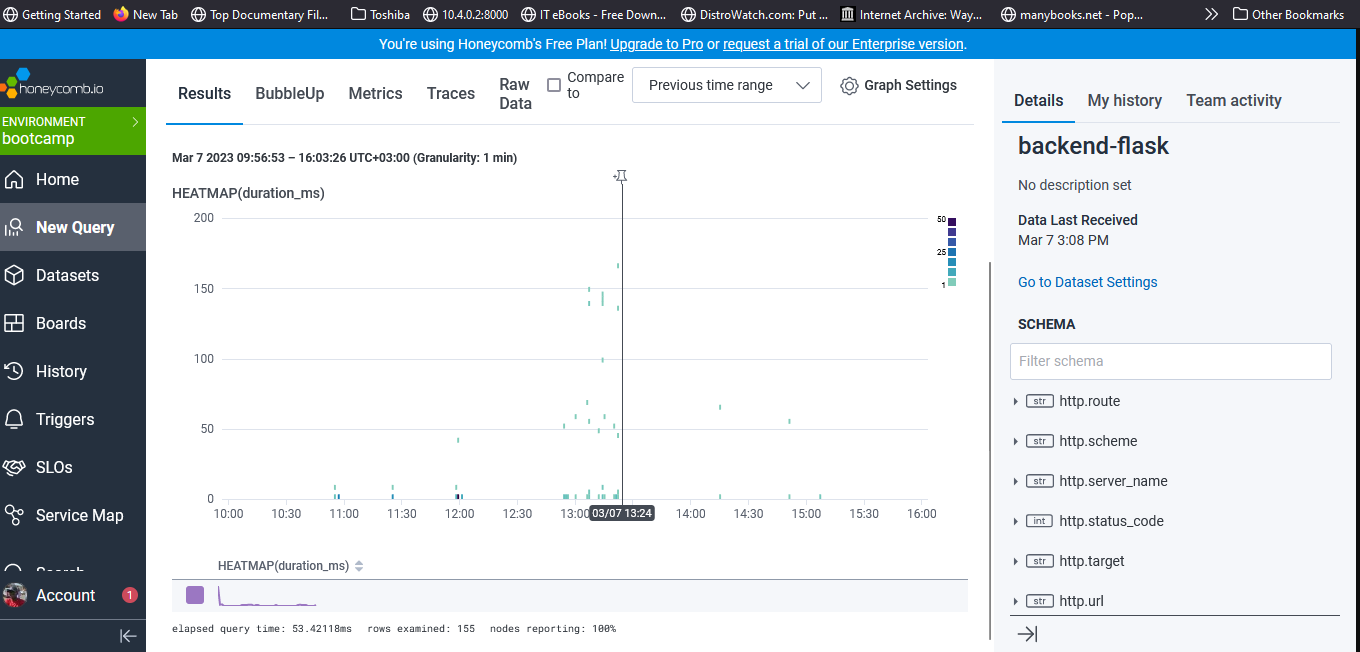 Getting Started New Tab Top Documentary Fil... Toshiba 10.4.0.2:8000 IT eBooks - Free Down... DistroWatch.com: Put ... Internet Archive: Way... manybooks.net - Pop... Other Bookmarks
You're using Honeycomb's Free Plan! Upgrade to Pro or request a trial of our Enterprise version.
honeycomb.io
ENVIRONMENT
bootcamp
Home
New Query
Datasets
Boards
History
Triggers
SLOs
Service Map
Search
Account 1
Results BubbleUp Metrics Traces Raw Data Compare to Previous time range Graph Settings
Mar 7 2023 09:56:53 – 16:03:26 UTC+03:00 (Granularity: 1 min)
HEATMAP(duration_ms)
200
150
100
50
0
10:00 10:30 11:00 11:30 12:00 12:30 13:00 03/07 13:24 14:00 14:30 15:00 15:30 16:00
50
25
1
HEATMAP(duration_ms)
elapsed query time: 53.42118ms rows examined: 155 nodes reporting: 100%
Details My history Team activity
backend-flask
No description set
Data Last Received
Mar 7 3:08 PM
Go to Dataset Settings
SCHEMA
Filter schema
str http.route
str http.scheme
str http.server_name
int http.status_code
str http.target
str http.url